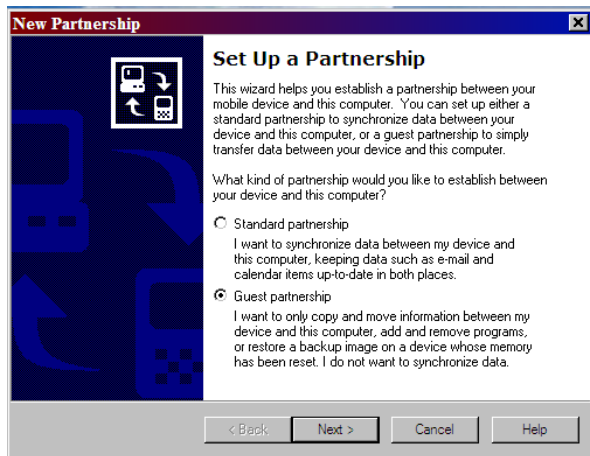 New Partnership
Set Up a Partnership
This wizard helps you establish a partnership between your
mobile device and this computer. You can set up either a
standard partnership to synchronize data between your
device and this computer, or a guest partnership to simply
transfer data between your device and this computer.
What kind of partnership would you like to establish between
your device and this computer?
Standard partnership
I want to synchronize data between my device and
this computer, keeping data such as e-mail and
calendar items up-to-date in both places.
Guest partnership
I want to only copy and move information between my
device and this computer, add and remove programs,
or restore a backup image on a device whose memory
has been reset. I do not want to synchronize data.
< Back Next > Cancel Help